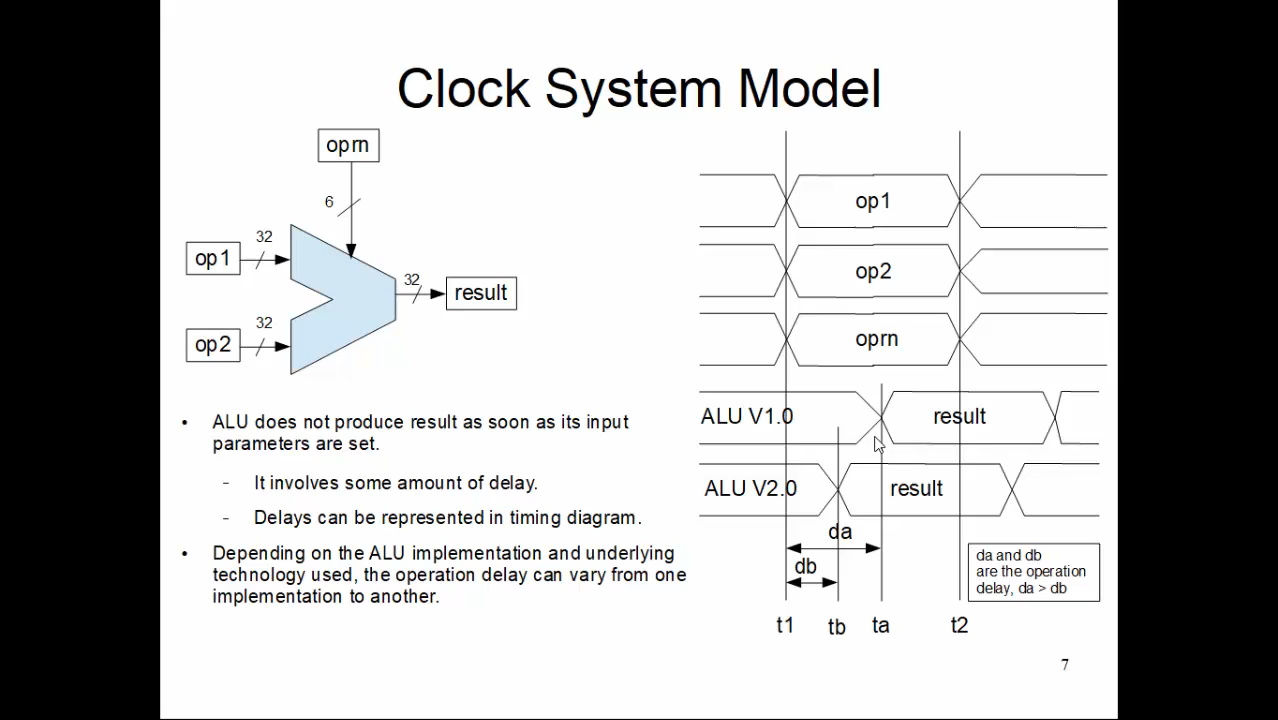 Clock System Model
oprn
6
32
op1
32
op2
32
result
• ALU does not produce result as soon as its input
parameters are set.
- It involves some amount of delay.
- Delays can be represented in timing diagram.
• Depending on the ALU implementation and underlying
technology used, the operation delay can vary from one
implementation to another.
op1
op2
oprn
ALU V1.0
result
ALU V2.0
result
da
db
da and db
are the operation
delay, da > db
t1
tb
ta
t2
7